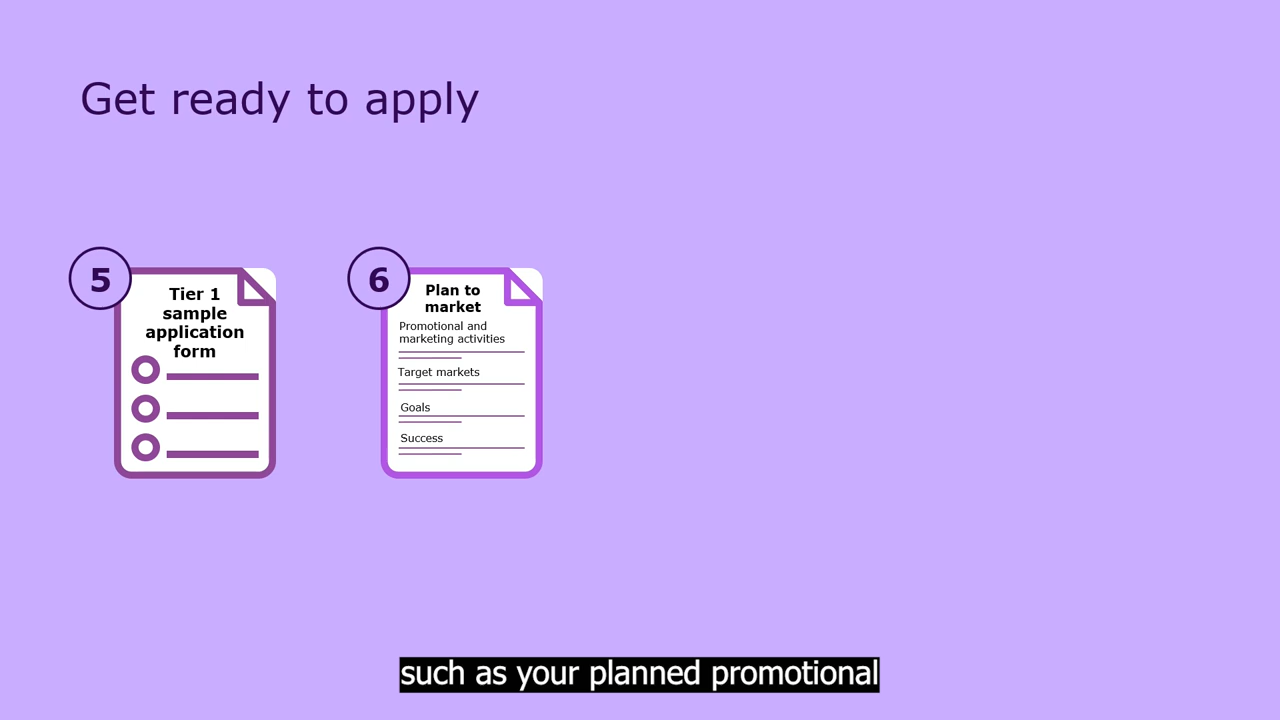 Get ready to apply
5
Tier 1
sample
application
form
6
Plan to
market
Promotional and
marketing activities
Target markets
Goals
Success
such as your planned promotional